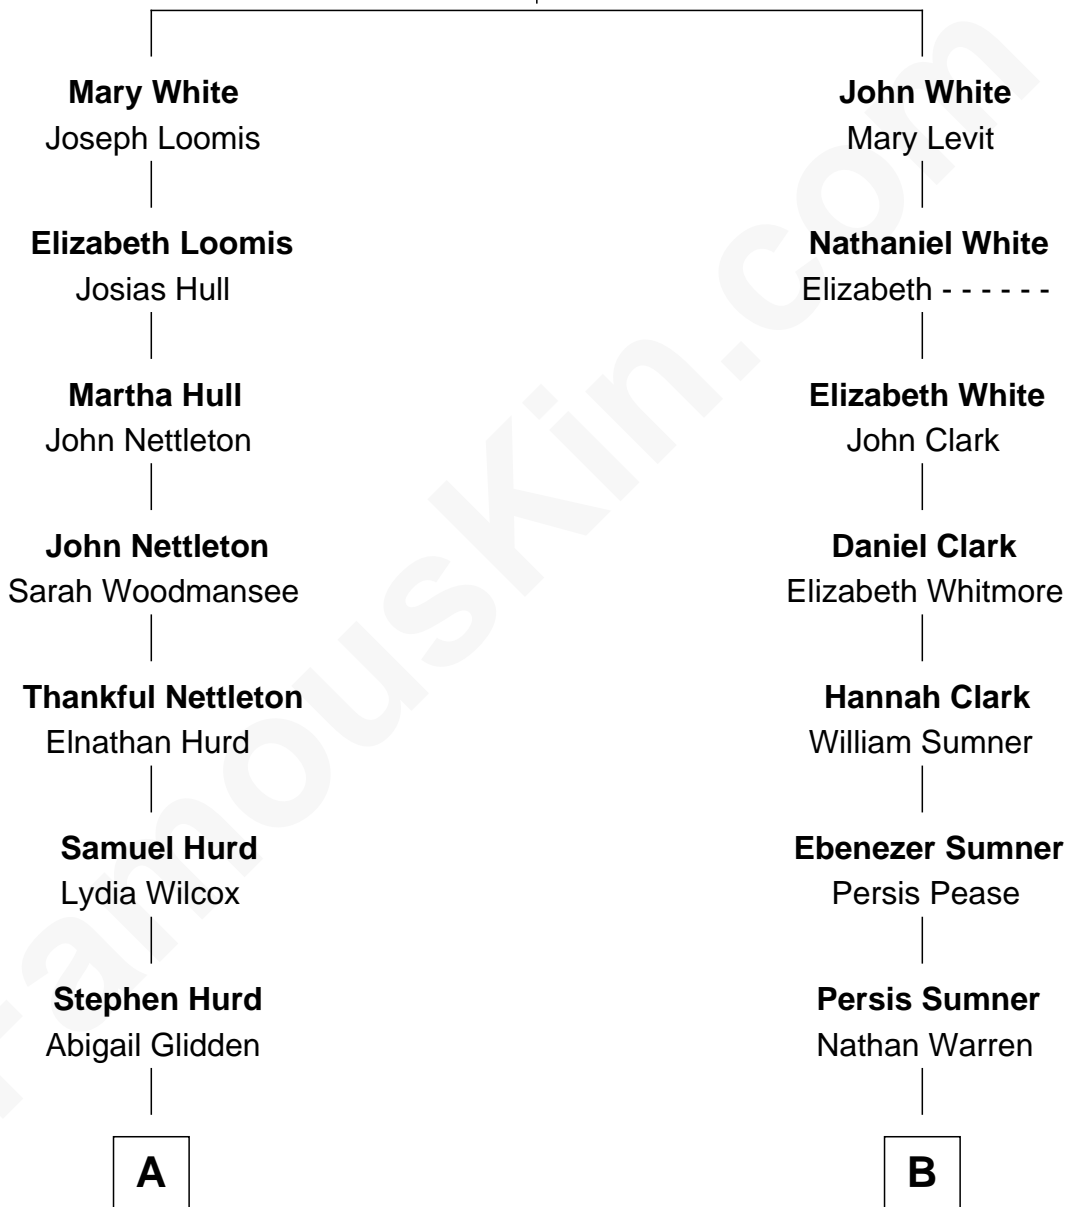 Mary White
Joseph Loomis
Elizabeth Loomis
Josias Hull
Martha Hull
John Nettleton
John Nettleton
Sarah Woodmansee
Thankful Nettleton
Elnathan Hurd
Samuel Hurd
Lydia Wilcox
Stephen Hurd
Abigail Glidden
A
John White
Mary Levit
Nathaniel White
Elizabeth - - - - - -
Elizabeth White
John Clark
Daniel Clark
Elizabeth Whitmore
Hannah Clark
William Sumner
Ebenezer Sumner
Persis Pease
Persis Sumner
Nathan Warren
B
FamousKin.com